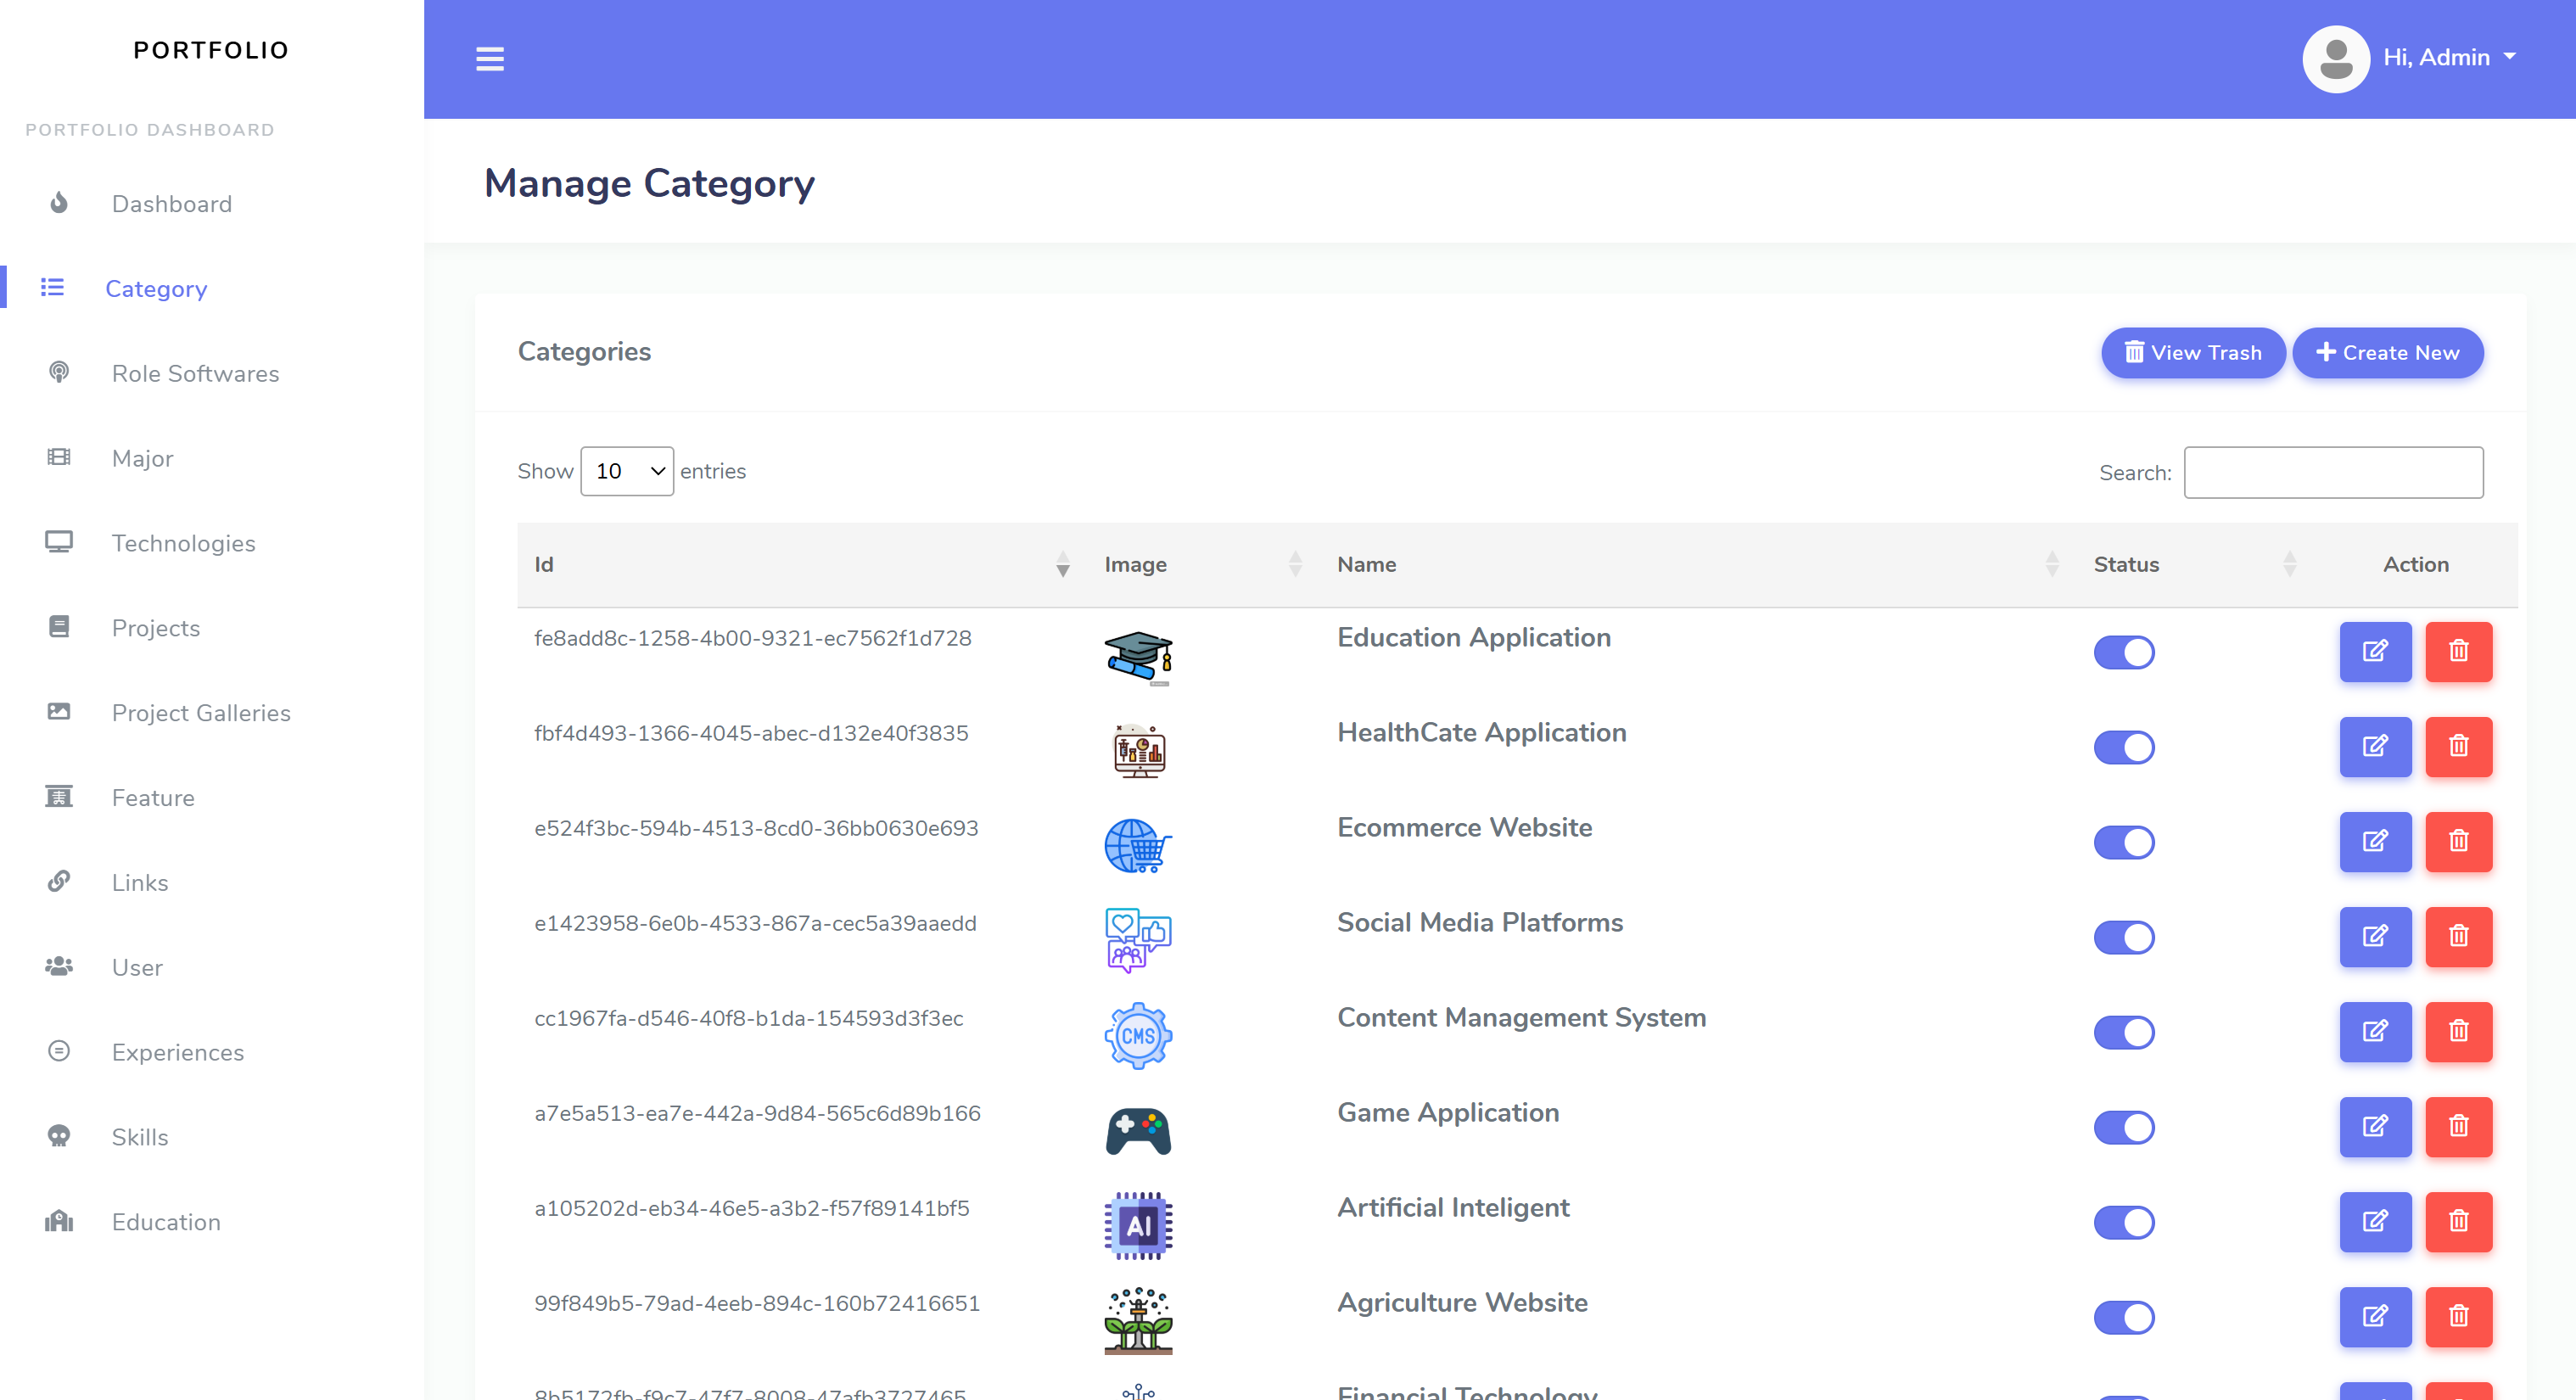 PORTFOLIO
PORTFOLIO DASHBOARD
Dashboard
Category
Role Softwares
Major
Technologies
Projects
Project Galleries
Feature
Links
User
Experiences
Skills
Education
Hi, Admin
Manage Category
Categories
View Trash
Create New
Show 10 entries
Search:
Id Image Name Status Action
fe8add8c-1258-4b00-9321-ec7562f1d728 Education Application
fbf4d493-1366-4045-abec-d132e40f3835 HealthCate Application
e524f3bc-594b-4513-8cd0-36bb0630e693 Ecommerce Website
e1423958-6e0b-4533-867a-cec5a39aaedd Social Media Platforms
cc1967fa-d546-40f8-b1da-154593d3f3ec CMS Content Management System
a7e5a513-ea7e-442a-9d84-565c6d89b166 Game Application
a105202d-eb34-46e5-a3b2-f57f89141bf5 AI Artificial Inteligent
99f849b5-79ad-4eeb-894c-160b72416651 Agriculture Website
8b5172fb-f9c7-47f7-8008-47afb3727465 Financial Technology